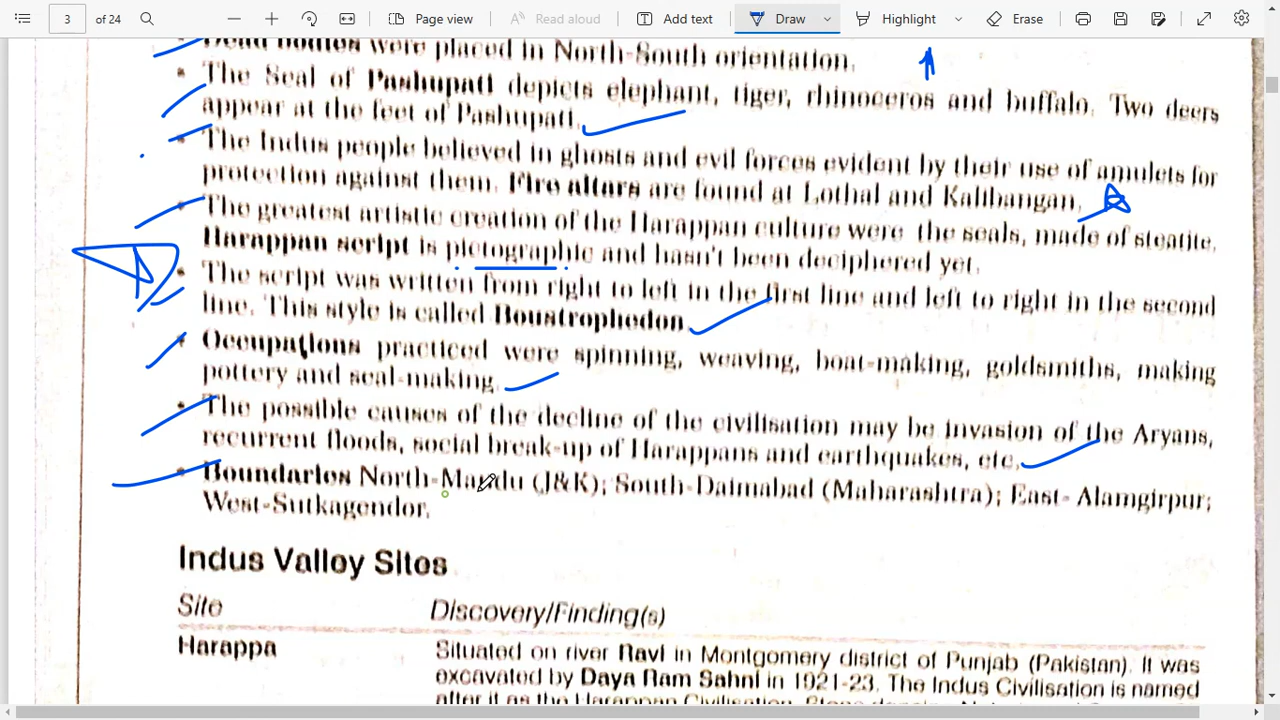 3 of 24 Page view Read aloud Add text Draw Highlight Erase
Dead bodies were placed in North-South orientation.
• The Seal of Pashupati depicts elephant, tiger, rhinoceros and buffalo. Two deers
appear at the feet of Pashupati.
• The Indus people believed in ghosts and evil forces evident by their use of amulets for
protection against them. Fire altars are found at Lothal and Kalibangan.
• The greatest artistic creation of the Harappan culture were the seals, made of steatite.
Harappan script is pictographic and hasn't been deciphered yet.
• The script was written from right to left in the first line and left to right in the second
line. This style is called Boustrophedon.
• Occupations practiced were spinning, weaving, boat-making, goldsmiths, making
pottery and seal-making.
• The possible causes of the decline of the civilisation may be invasion of the Aryans,
recurrent floods, social break-up of Harappans and earthquakes, etc.
• Boundaries North-Mandu (J&K); South-Daimabad (Maharashtra); East- Alamgirpur;
West-Sutkagendor.
Indus Valley Sites
Site Discovery/Finding(s)
Harappa Situated on river Ravi in Montgomery district of Punjab (Pakistan). It was
excavated by Daya Ram Sahni in 1921-23. The Indus Civilisation is named
after it as the Harappan Civilisation.